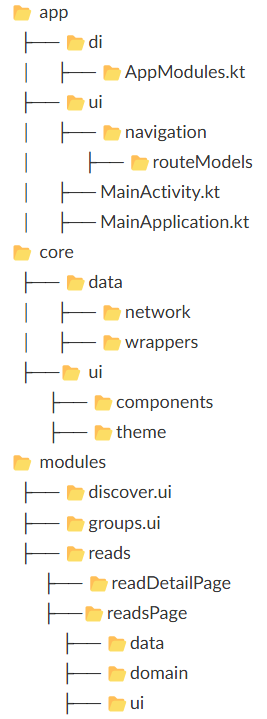 app
di
AppModules.kt
ui
navigation
routeModels
MainActivity.kt
MainApplication.kt
core
data
network
wrappers
ui
components
theme
modules
discover.ui
groups.ui
reads
readDetailPage
readsPage
data
domain
ui